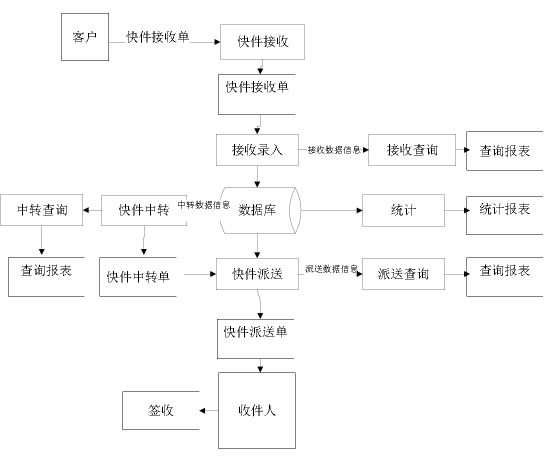 客户
快件接收单
快件接收
快件接收单
接收录入
接收数据信息
接收查询
查询报表
中转查询
快件中转
中转数据信息
数据库
统计
统计报表
查询报表
快件中转单
快件派送
派送数据信息
派送查询
查询报表
快件派送单
签收
收件人